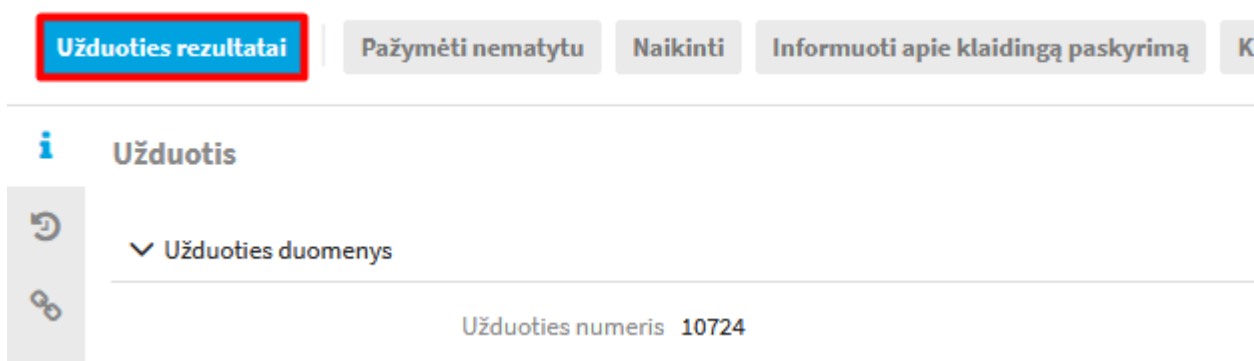 Užduoties rezultatai Pažymėti nematytu Naikinti Informuoti apie klaidingą paskyrimą
Užduotis
Užduoties duomenys
Užduoties numeris 10724